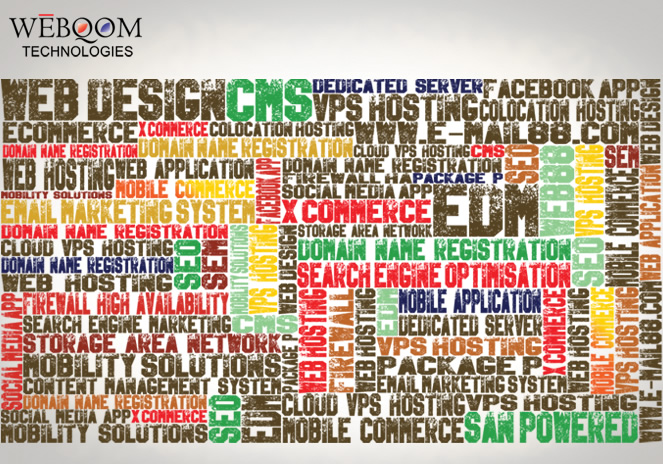 WĒBQOM
TECHNOLOGIES
WEB DESIGN
CMS
DEDICATED SERVER
FACEBOOK APP
VPS HOSTING
COLOCATION HOSTING
WEB DESIGN
ECOMMERCE
X COMMERCE
COLOCATION HOSTING
WWW.E-MAIL88.COM
DOMAIN NAME REGISTRATION
DOMAIN NAME REGISTRATION
CLOUD VPS HOSTING
CMS
SEO
WEB88
VPS HOSTING
SEM
WEB HOSTING
WEB APPLICATION
FACEBOOK APP
DOMAIN NAME REGISTRATION
FIREWALL HA
PACKAGE P
MOBILITY SOLUTIONS
MOBILE COMMERCE
SOCIAL MEDIA APP
EDM
MOBILE COMMERCE
WEB APPLICATION
EMAIL MARKETING SYSTEM
X COMMERCE
DOMAIN NAME REGISTRATION
SEO
SEM
MOBILITY SOLUTIONS
VPS HOSTING
WEB DESIGN
STORAGE AREA NETWORK
CLOUD VPS HOSTING
DOMAIN NAME REGISTRATION
SEO
DOMAIN NAME REGISTRATION
SEARCH ENGINE OPTIMISATION
WEB HOSTING
SOCIAL MEDIA APP
FIREWALL HIGH AVAILABILITY
WEB HOSTING
FIREWALL
WEB HOSTING
EDM
MOBILE APPLICATION
X COMMERCE
MOBILE COMMERCE
VPS HOSTING
WWW.E-MAIL88.COM
SEARCH ENGINE MARKETING
CMS
DEDICATED SERVER
STORAGE AREA NETWORK
PACKAGE P
VPS HOSTING
MOBILITY SOLUTIONS
PACKAGE P
CONTENT MANAGEMENT SYSTEM
EMAIL MARKETING SYSTEM
DOMAIN NAME REGISTRATION
SEO
EDM
CLOUD VPS HOSTING
VPS HOSTING
SOCIAL MEDIA APP
X COMMERCE
MOBILITY SOLUTIONS
MOBILE COMMERCE
SAN POWERED